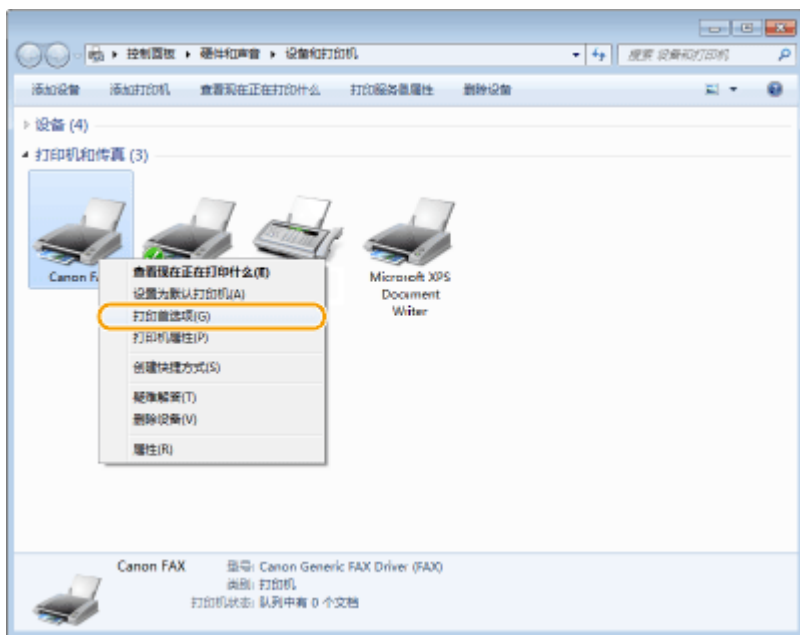 控制面板 ▸ 硬件和声音 ▸ 设备和打印机
搜索 设备和打印机
添加设备 添加打印机 查看现在正在打印什么 打印服务器属性 删除设备
设备 (4)
打印机和传真 (3)
Canon FA
Microsoft XPS
Document
Writer
查看现在正在打印什么(E)
设置为默认打印机(A)
打印首选项(G)
打印机属性(P)
创建快捷方式(S)
疑难解答(T)
删除设备(V)
属性(R)
Canon FAX 型号: Canon Generic FAX Driver (FAX)
类别: 打印机
打印机状态: 队列中有 0 个文档